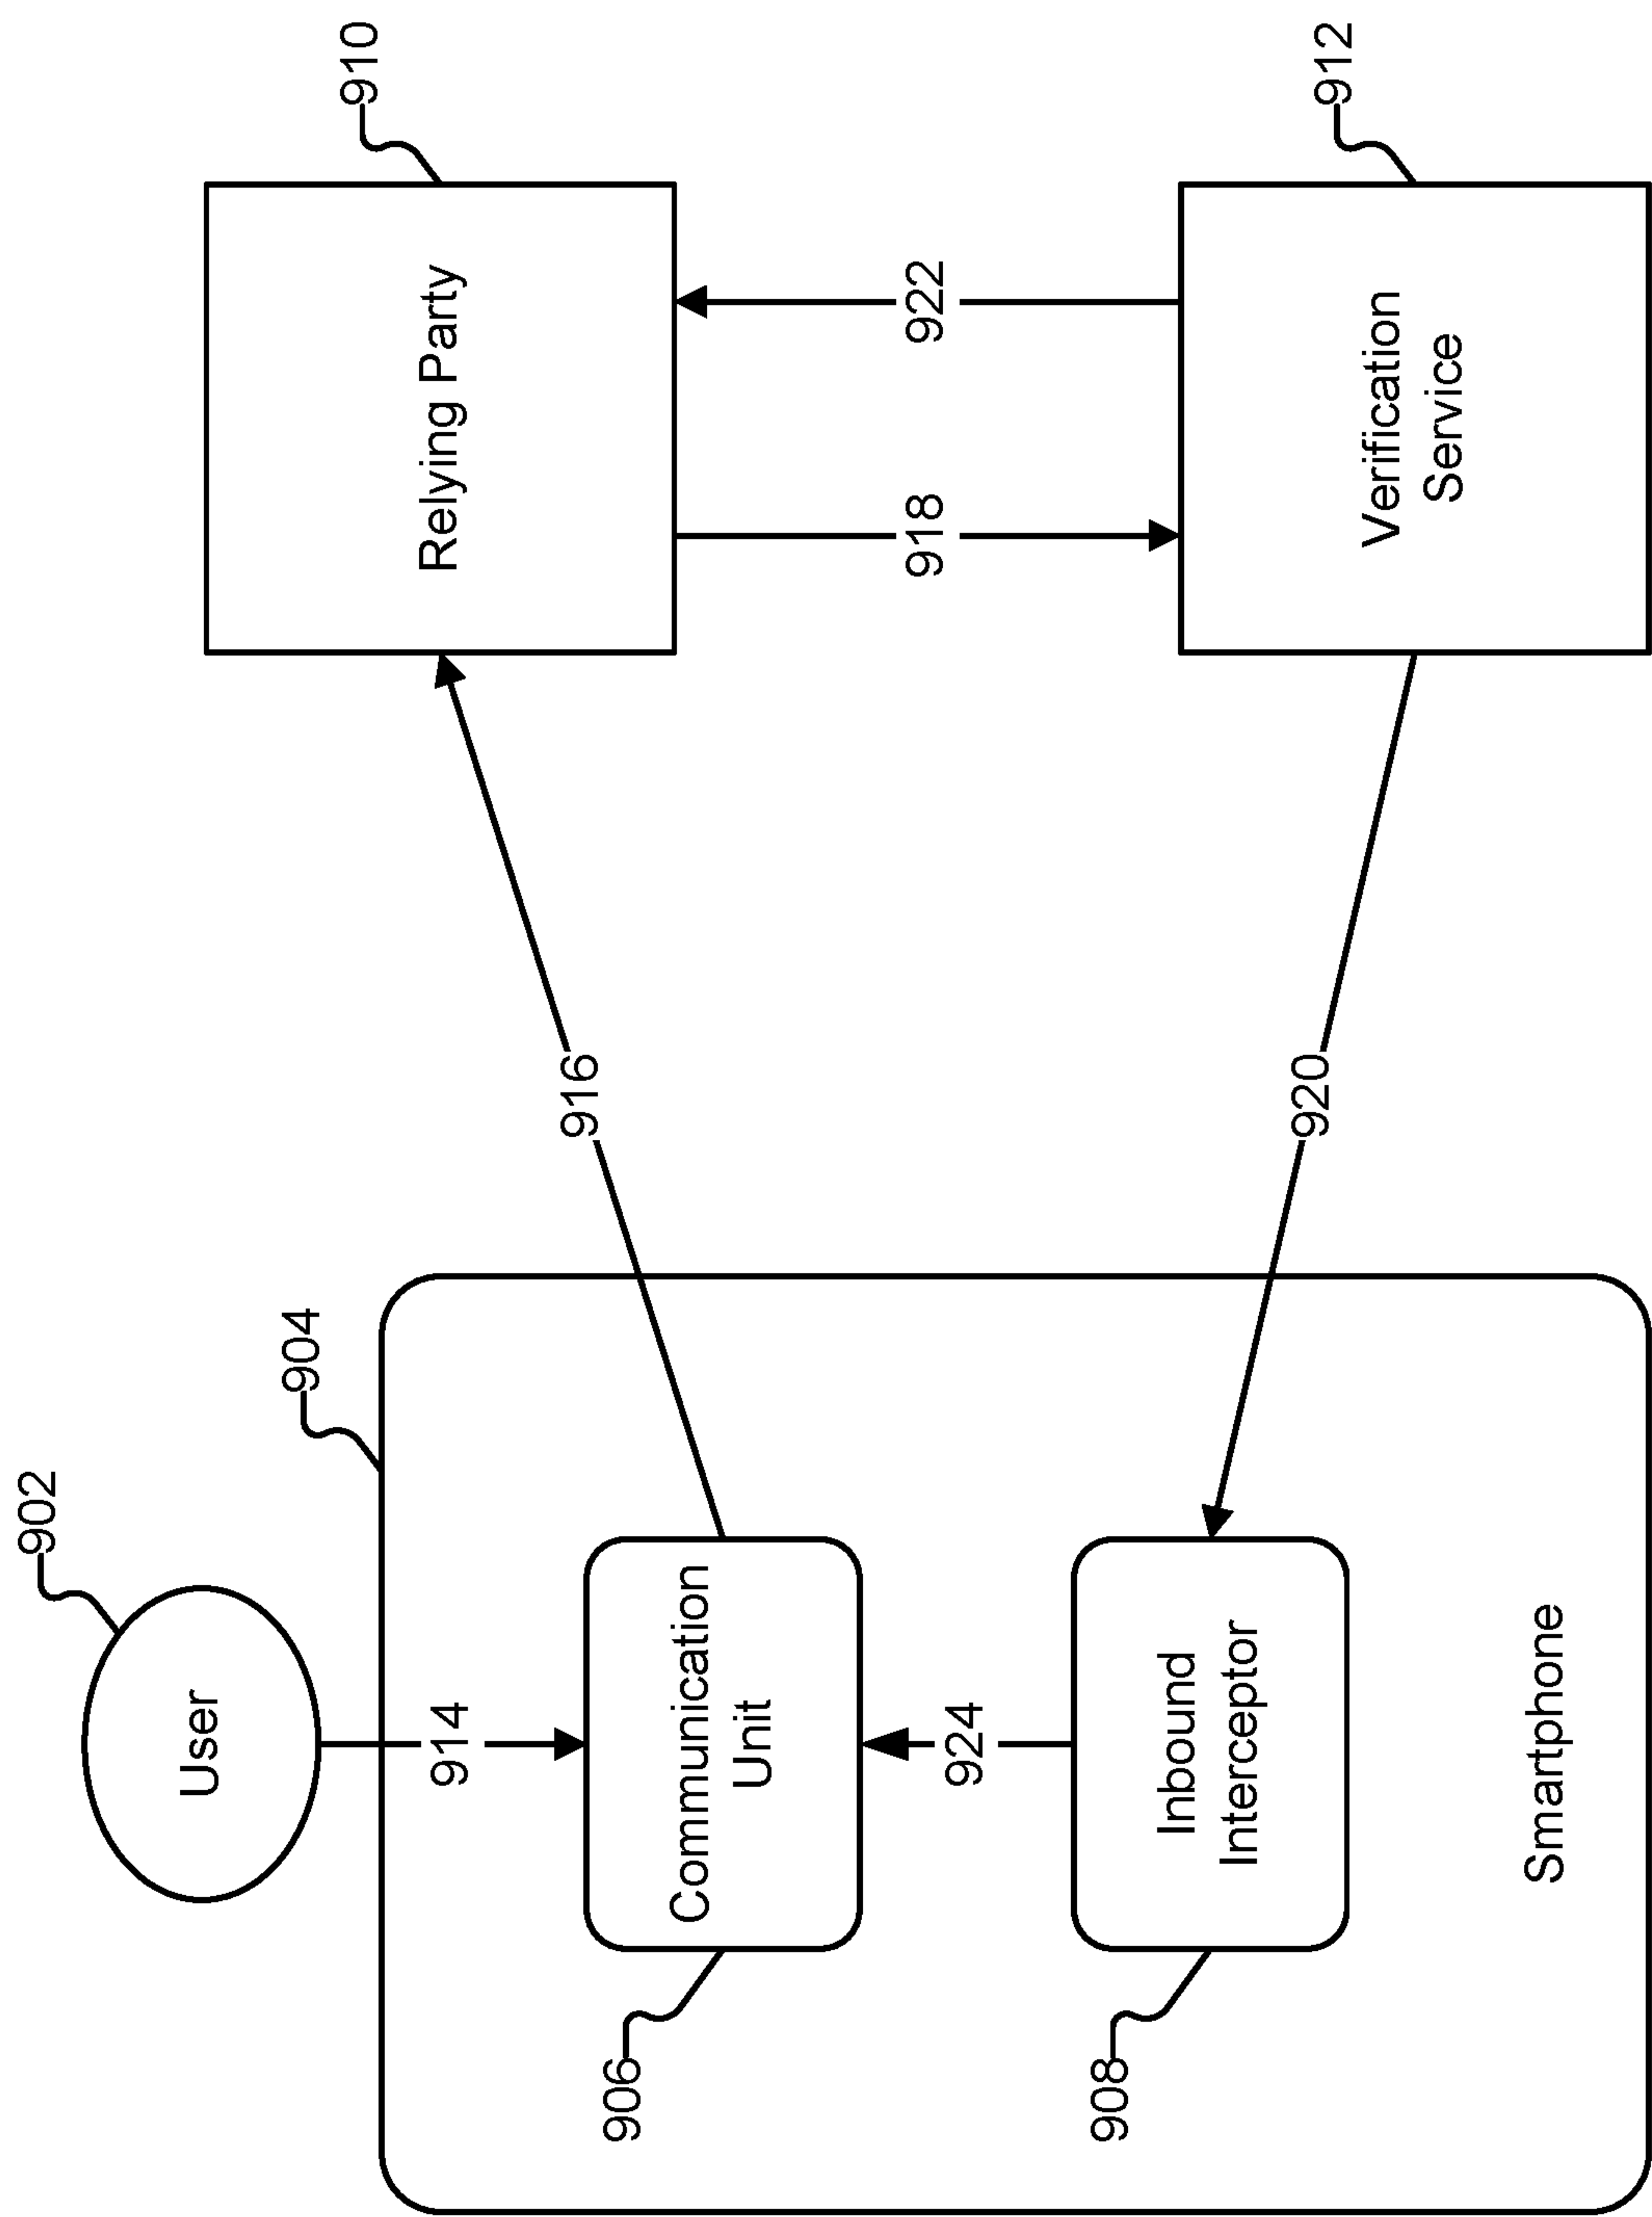 902
User
904
910
Relying Party
914
916
906
Communication
Unit
918
922
924
908
Inbound
Interceptor
920
912
Verification
Service
Smartphone